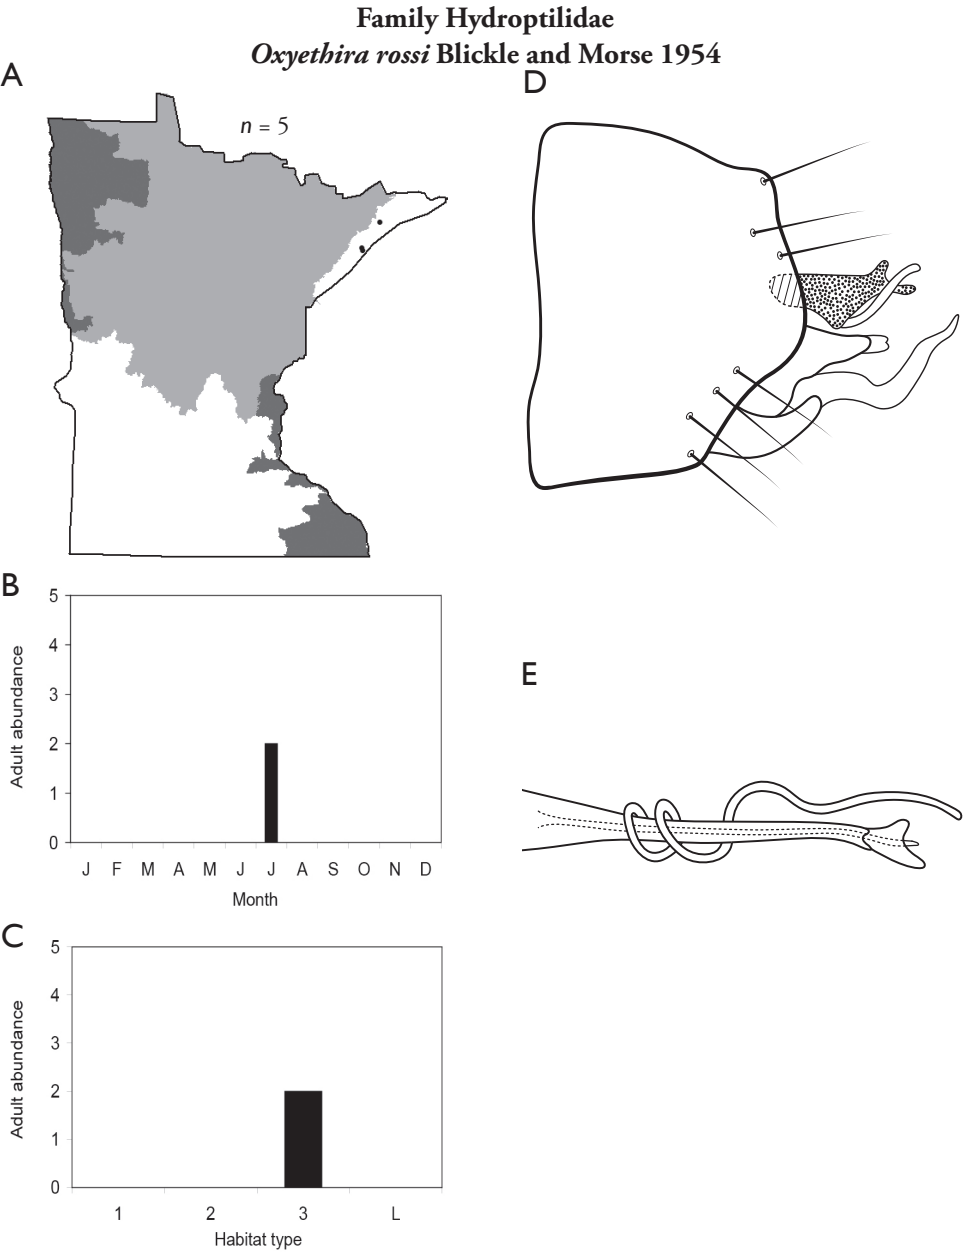 Family Hydroptilidae
Oxyethira rossi Blickle and Morse 1954
A
n = 5
D
B
5
4
3
2
1
0
Adult abundance
J F M A M J J A S O N D
Month
E
C
5
4
3
2
1
0
Adult abundance
1 2 3 L
Habitat type